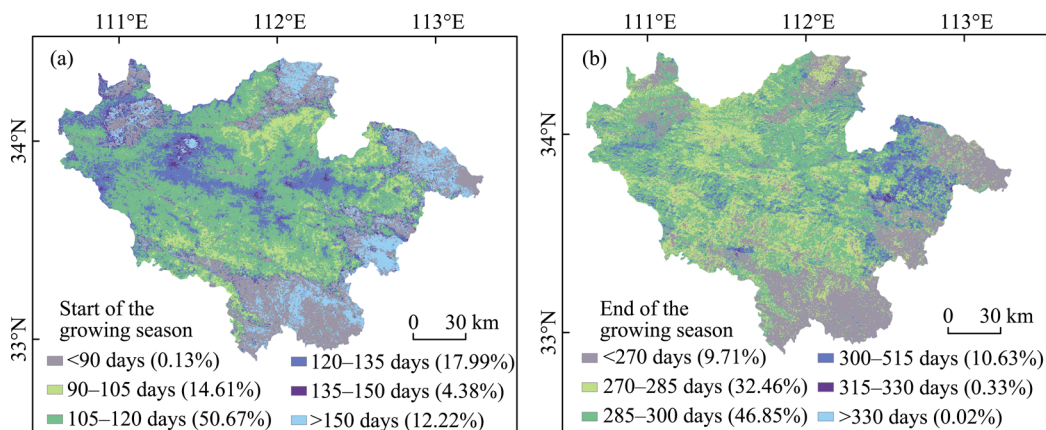 111°E 112°E 113°E
(a)
34°N
33°N
Start of the
growing season
0 30 km
<90 days (0.13%) 120–135 days (17.99%)
90–105 days (14.61%) 135–150 days (4.38%)
105–120 days (50.67%) >150 days (12.22%)
111°E 112°E 113°E
(b)
34°N
33°N
End of the
growing season
0 30 km
<270 days (9.71%) 300–515 days (10.63%)
270–285 days (32.46%) 315–330 days (0.33%)
285–300 days (46.85%) >330 days (0.02%)